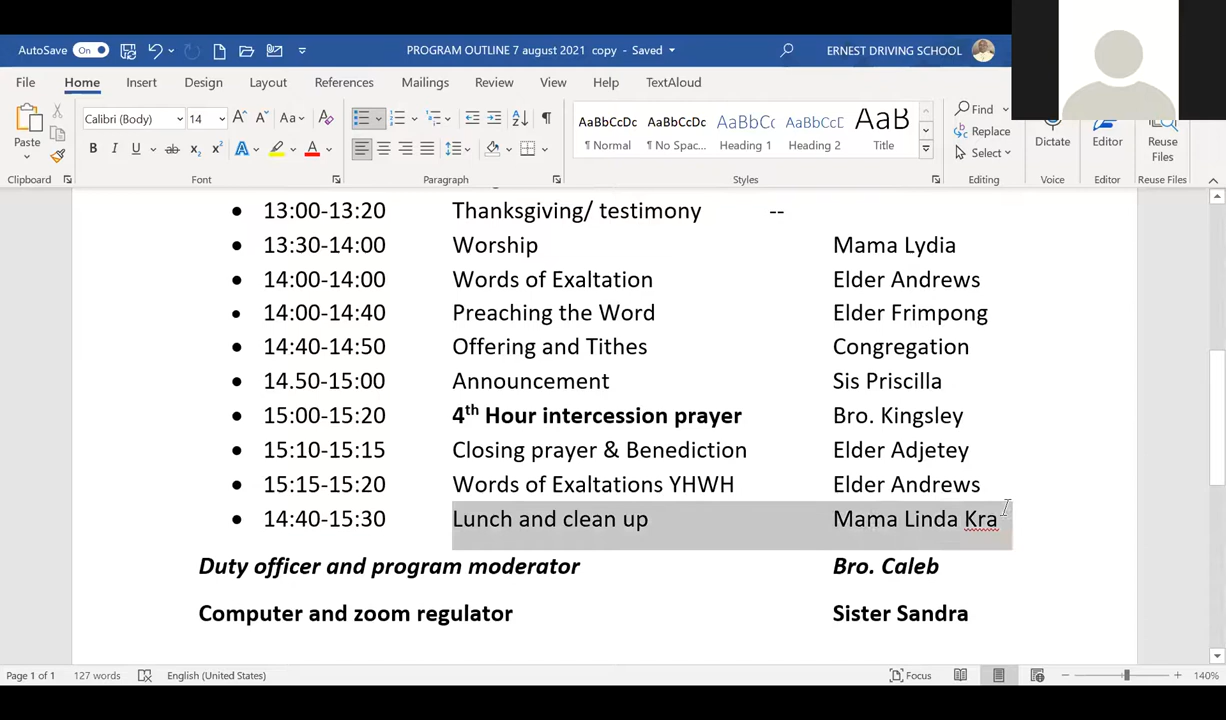 AutoSave On PROGRAM OUTLINE 7 august 2021 copy - Saved ERNEST DRIVING SCHOOL
File Home Insert Design Layout References Mailings Review View Help TextAloud
Paste Calibri (Body) 14 Aa AaBbCcDc AaBbCcDc AaBbCc AaBbCcD AaB Find Replace Select Dictate Editor Reuse Files
¶ Normal ¶ No Spac... Heading 1 Heading 2 Title
Clipboard Font Paragraph Styles Editing Voice Editor Reuse Files
• 13:00-13:20 Thanksgiving/ testimony --
• 13:30-14:00 Worship Mama Lydia
• 14:00-14:00 Words of Exaltation Elder Andrews
• 14:00-14:40 Preaching the Word Elder Frimpong
• 14:40-14:50 Offering and Tithes Congregation
• 14.50-15:00 Announcement Sis Priscilla
• 15:00-15:20 4th Hour intercession prayer Bro. Kingsley
• 15:10-15:15 Closing prayer & Benediction Elder Adjetey
• 15:15-15:20 Words of Exaltations YHWH Elder Andrews
• 14:40-15:30 Lunch and clean up Mama Linda Kra
Duty officer and program moderator Bro. Caleb
Computer and zoom regulator Sister Sandra
Page 1 of 1 127 words English (United States) Focus 140%